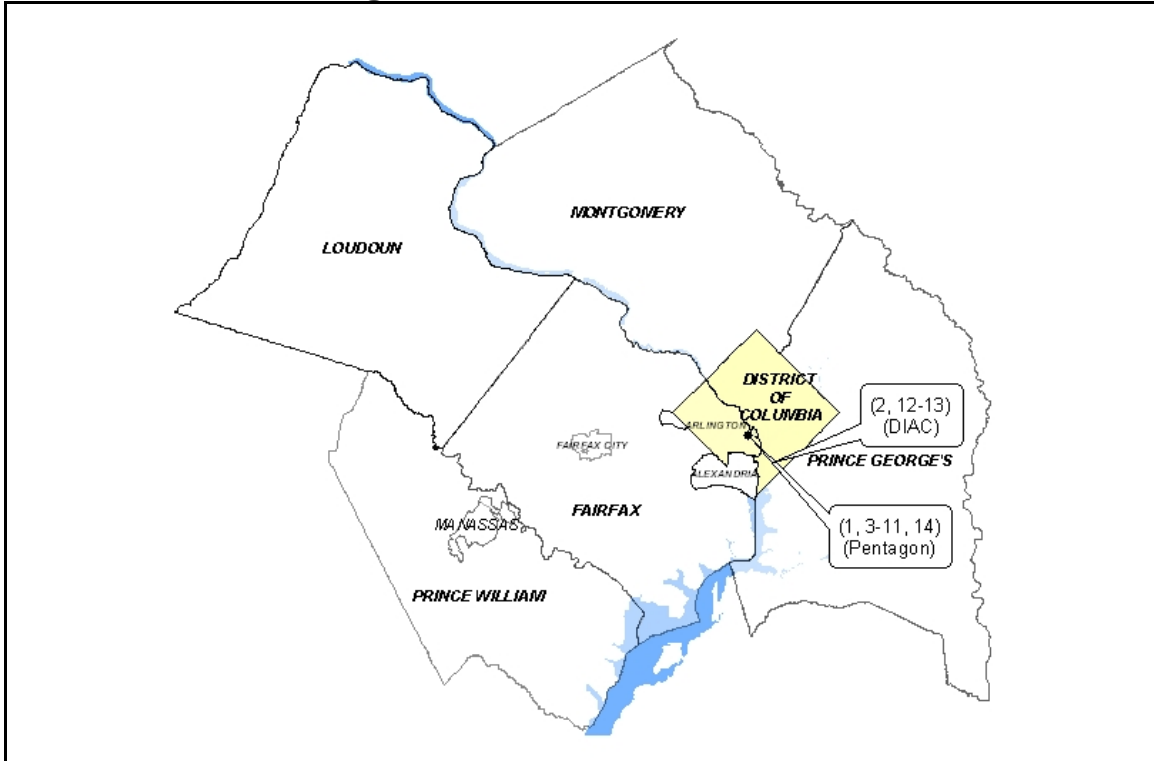 MONTGOMERY
LOUDOUN
DISTRICT
OF
COLUMBIA
(2, 12-13)
(DIAC)
ARLINGTON
FAIRFAX CITY
PRINCE GEORGE'S
ALEXANDRIA
FAIRFAX
MANASSAS
(1, 3-11, 14)
(Pentagon)
PRINCE WILLIAM